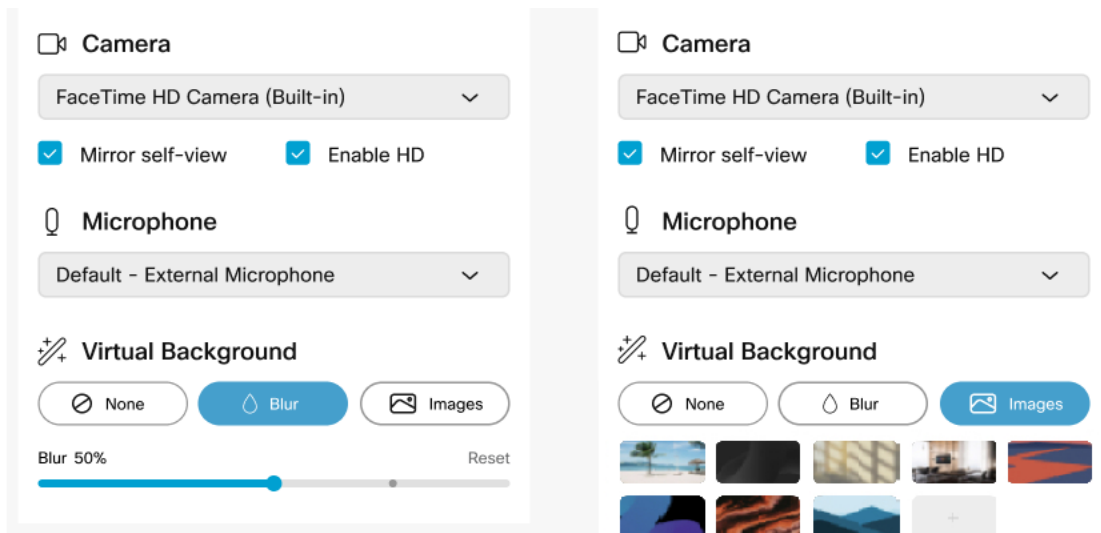 Camera
FaceTime HD Camera (Built-in)
Mirror self-view Enable HD
Microphone
Default - External Microphone
Virtual Background
None Blur Images
Blur 50% Reset
Camera
FaceTime HD Camera (Built-in)
Mirror self-view Enable HD
Microphone
Default - External Microphone
Virtual Background
None Blur Images
+